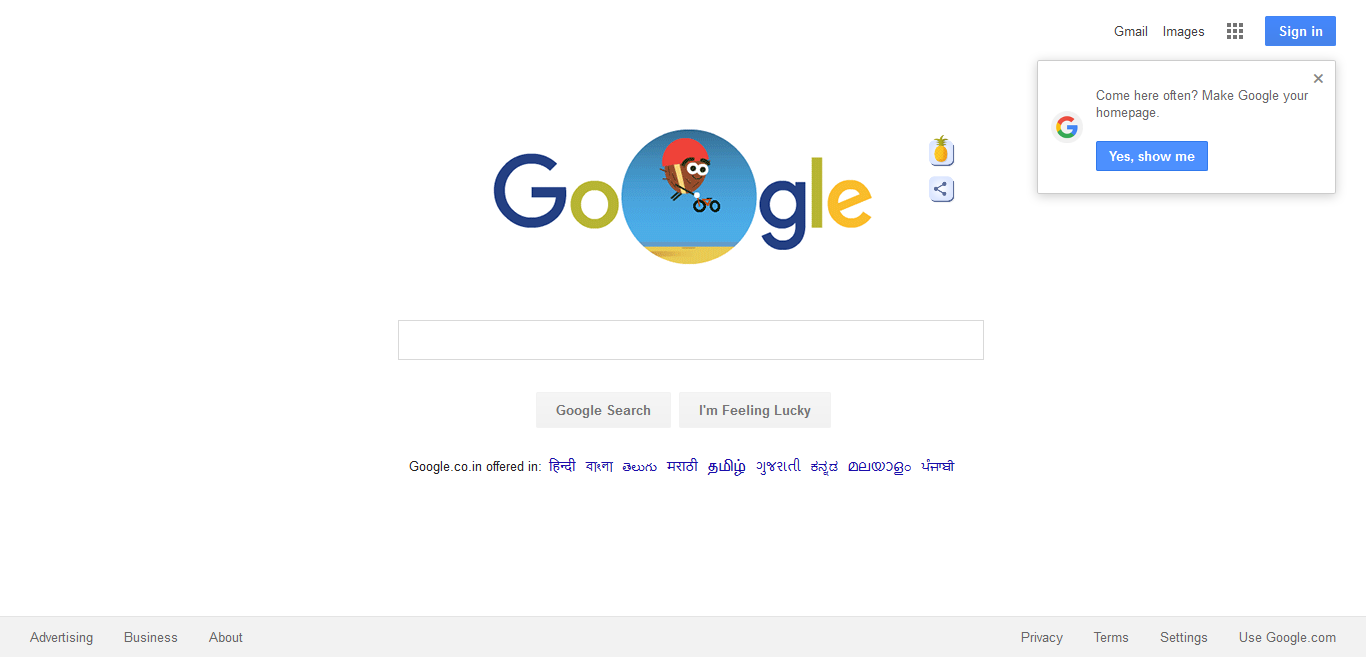 Gmail Images Sign in
Come here often? Make Google your
homepage.
Yes, show me
Google
Google Search I'm Feeling Lucky
Google.co.in offered in: हिन्दी বাংলা తెలుగు मराठी தமிழ் ગુજરાતી ಕನ್ನಡ മലയാളം ਪੰਜਾਬੀ
Advertising Business About Privacy Terms Settings Use Google.com